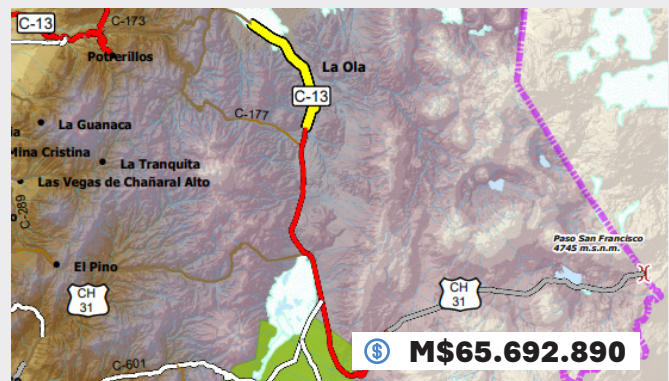 C-13
C-173
Potrerillos
La Ola
C-13
C-177
La Guanaca
ia
Mina Cristina
La Tranquita
Las Vegas de Chañaral Alto
C-289
o
Paso San Francisco
4745 m.s.n.m.
El Pino
CH
31
CH
31
C-601
M$65.692.890